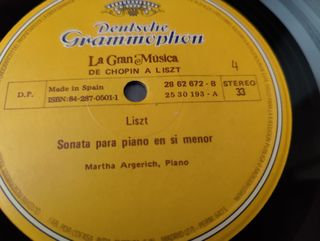 Deutsche
Grammophon
La Gran Música
DE CHOPIN A LISZT
4
D.P.
Made in Spain
28 62 672 - B
STEREO
ISBN: 84-287-0501-1
25 30 193 - A
33
Liszt
Sonata para piano en si menor
Martha Argerich, Piano